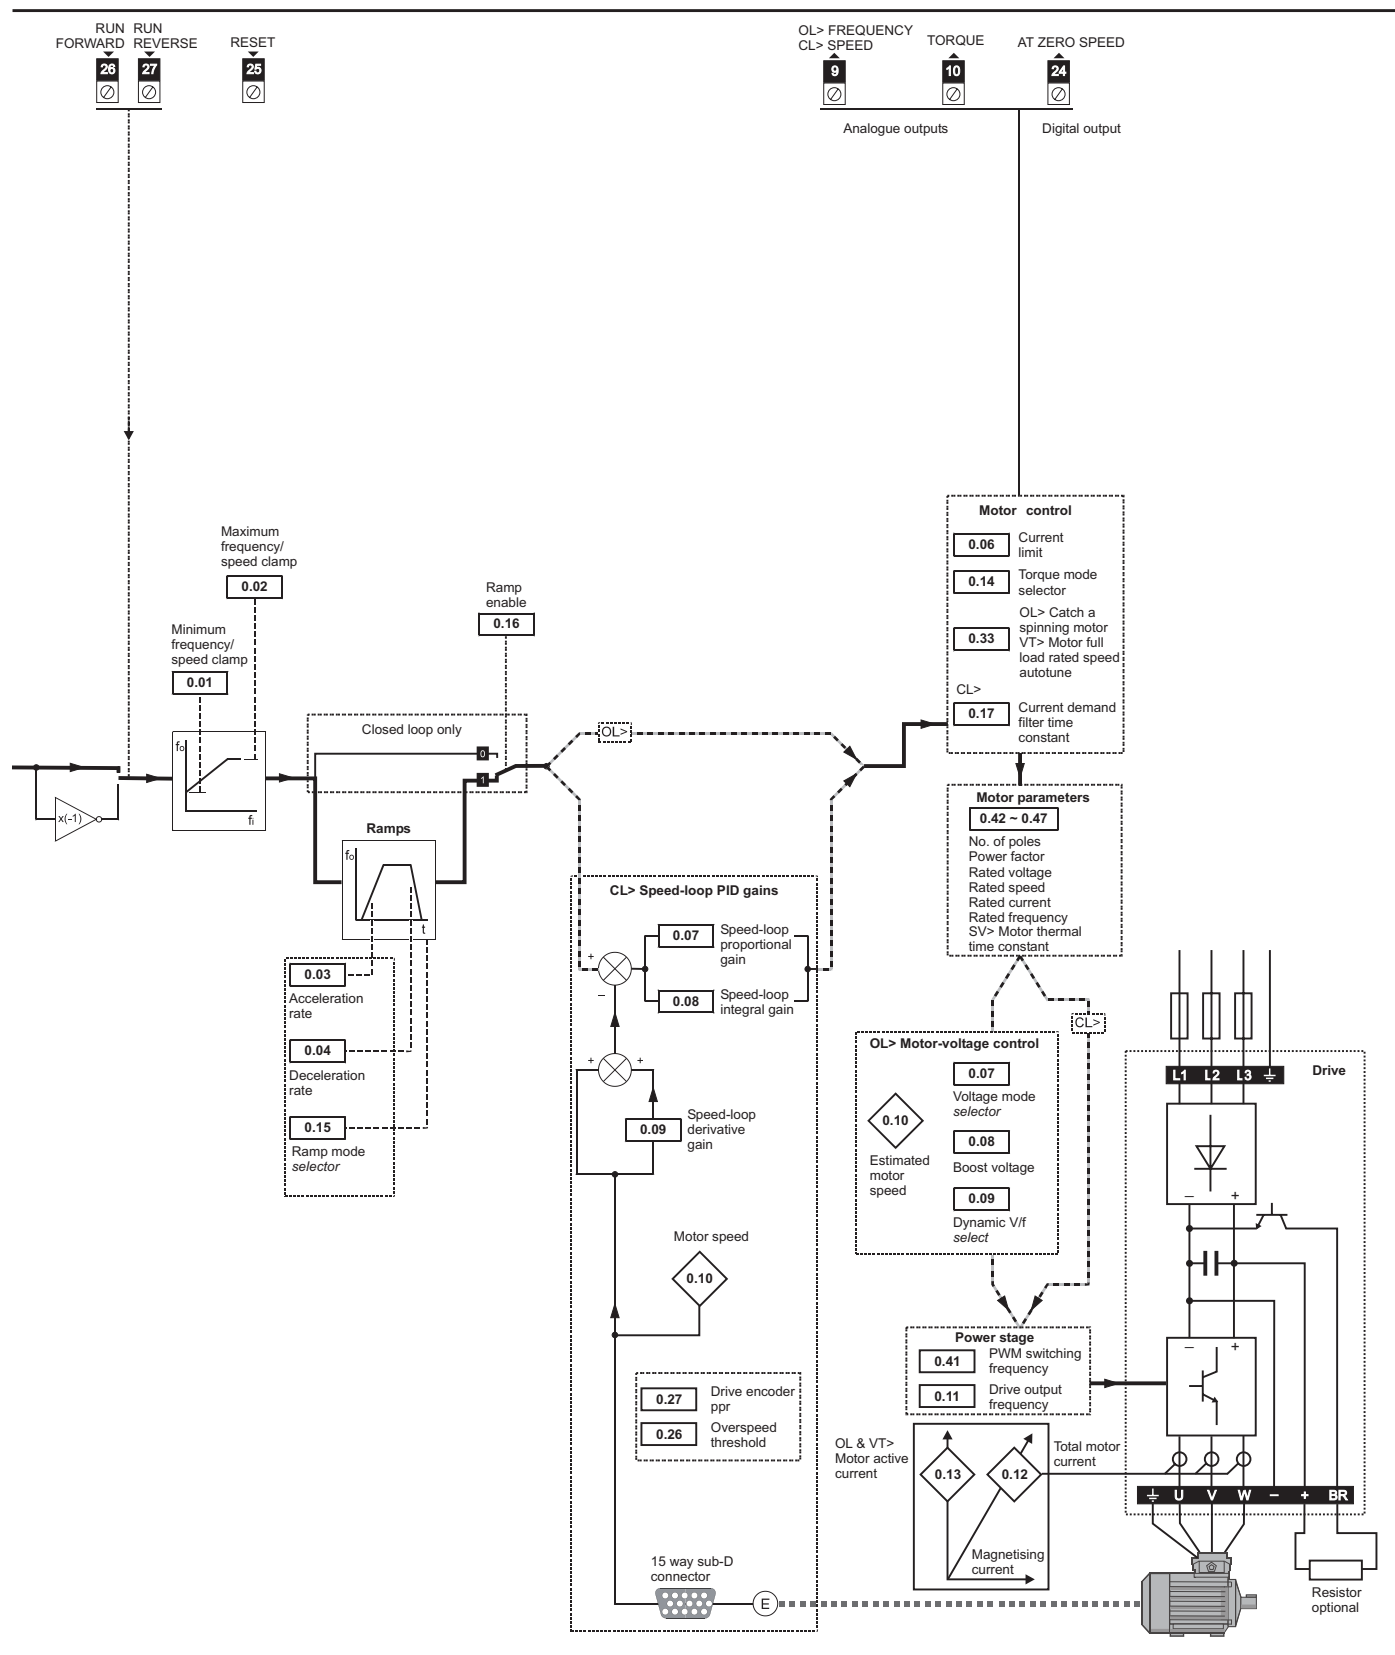 RUN RUN
FORWARD REVERSE
RESET
26
27
25
OL> FREQUENCY
CL> SPEED
TORQUE
AT ZERO SPEED
9
10
24
Analogue outputs
Digital output
Motor control
0.06
Current
limit
0.14
Torque mode
selector
0.33
OL> Catch a
spinning motor
VT> Motor full
load rated speed
autotune
CL>
0.17
Current demand
filter time
constant
Maximum
frequency/
speed clamp
0.02
Minimum
frequency/
speed clamp
0.01
Ramp
enable
0.16
Closed loop only
0
1
OL>
fo
fi
x(-1)
Ramps
fo
t
0.03
Acceleration
rate
0.04
Deceleration
rate
0.15
Ramp mode
selector
CL> Speed-loop PID gains
+
–
0.07
Speed-loop
proportional
gain
0.08
Speed-loop
integral gain
+
+
0.09
Speed-loop
derivative
gain
Motor speed
0.10
0.27
Drive encoder
ppr
0.26
Overspeed
threshold
15 way sub-D
connector
E
Motor parameters
0.42 ~ 0.47
No. of poles
Power factor
Rated voltage
Rated speed
Rated current
Rated frequency
SV> Motor thermal
time constant
CL>
OL> Motor-voltage control
0.07
Voltage mode
selector
0.10
Estimated
motor
speed
0.08
Boost voltage
0.09
Dynamic V/f
select
Power stage
0.41
PWM switching
frequency
0.11
Drive output
frequency
OL & VT>
Motor active
current
0.13
0.12
Total motor
current
Magnetising
current
Drive
L1 L2 L3
– +
– +
U V W – + BR
Resistor
optional